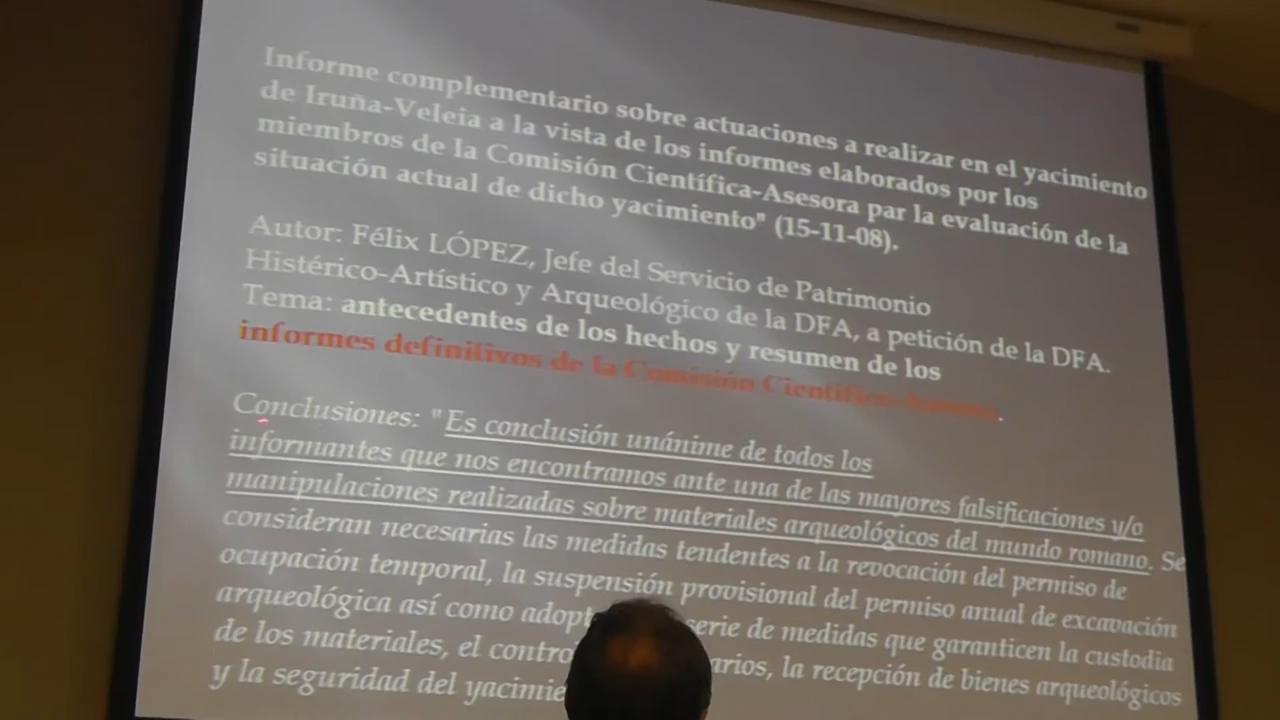 Informe complementario sobre actuaciones a realizar en el yacimiento
de Iruña-Veleia a la vista de los informes elaborados por los
miembros de la Comisión Científica-Asesora par la evaluación de la
situación actual de dicho yacimiento" (15-11-08).
Autor: Félix LÓPEZ, Jefe del Servicio de Patrimonio
Histérico-Artístico y Arqueológico de la DFA, a petición de la DFA.
Tema: antecedentes de los hechos y resumen de los
informes definitivos de la Comisión Científico-
Conclusiones: "Es conclusión unánime de todos los
informantes que nos encontramos ante una de las mayores falsificaciones y/o
manipulaciones realizadas sobre materiales arqueológicos del mundo romano. Se
consideran necesarias las medidas tendentes a la revocación del permiso de
ocupación temporal, la suspensión provisional del permiso anual de excavación
arqueológica así como adopt serie de medidas que garanticen la custodia
de los materiales, el contro arios, la recepción de bienes arqueológicos
y la seguridad del yacimie